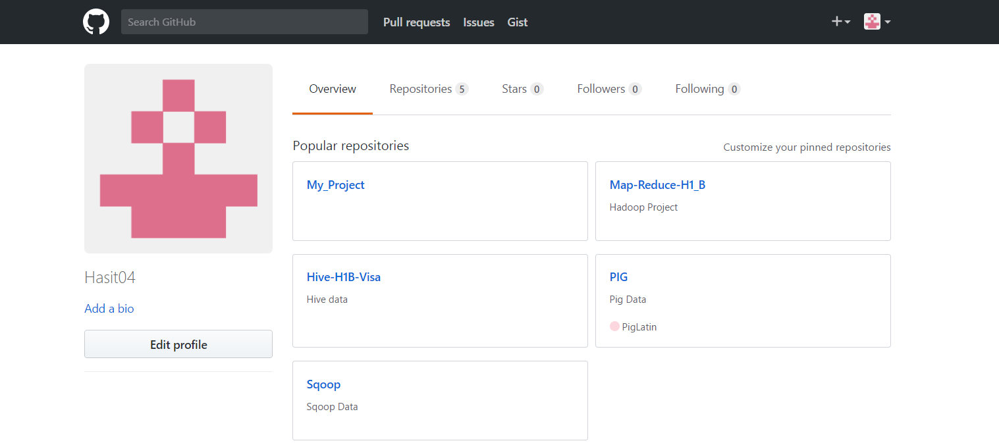 Search GitHub Pull requests Issues Gist
Overview Repositories 5 Stars 0 Followers 0 Following 0
Popular repositories Customize your pinned repositories
My_Project
Map-Reduce-H1_B
Hadoop Project
Hive-H1B-Visa
Hive data
PIG
Pig Data
PigLatin
Sqoop
Sqoop Data
Hasit04
Add a bio
Edit profile